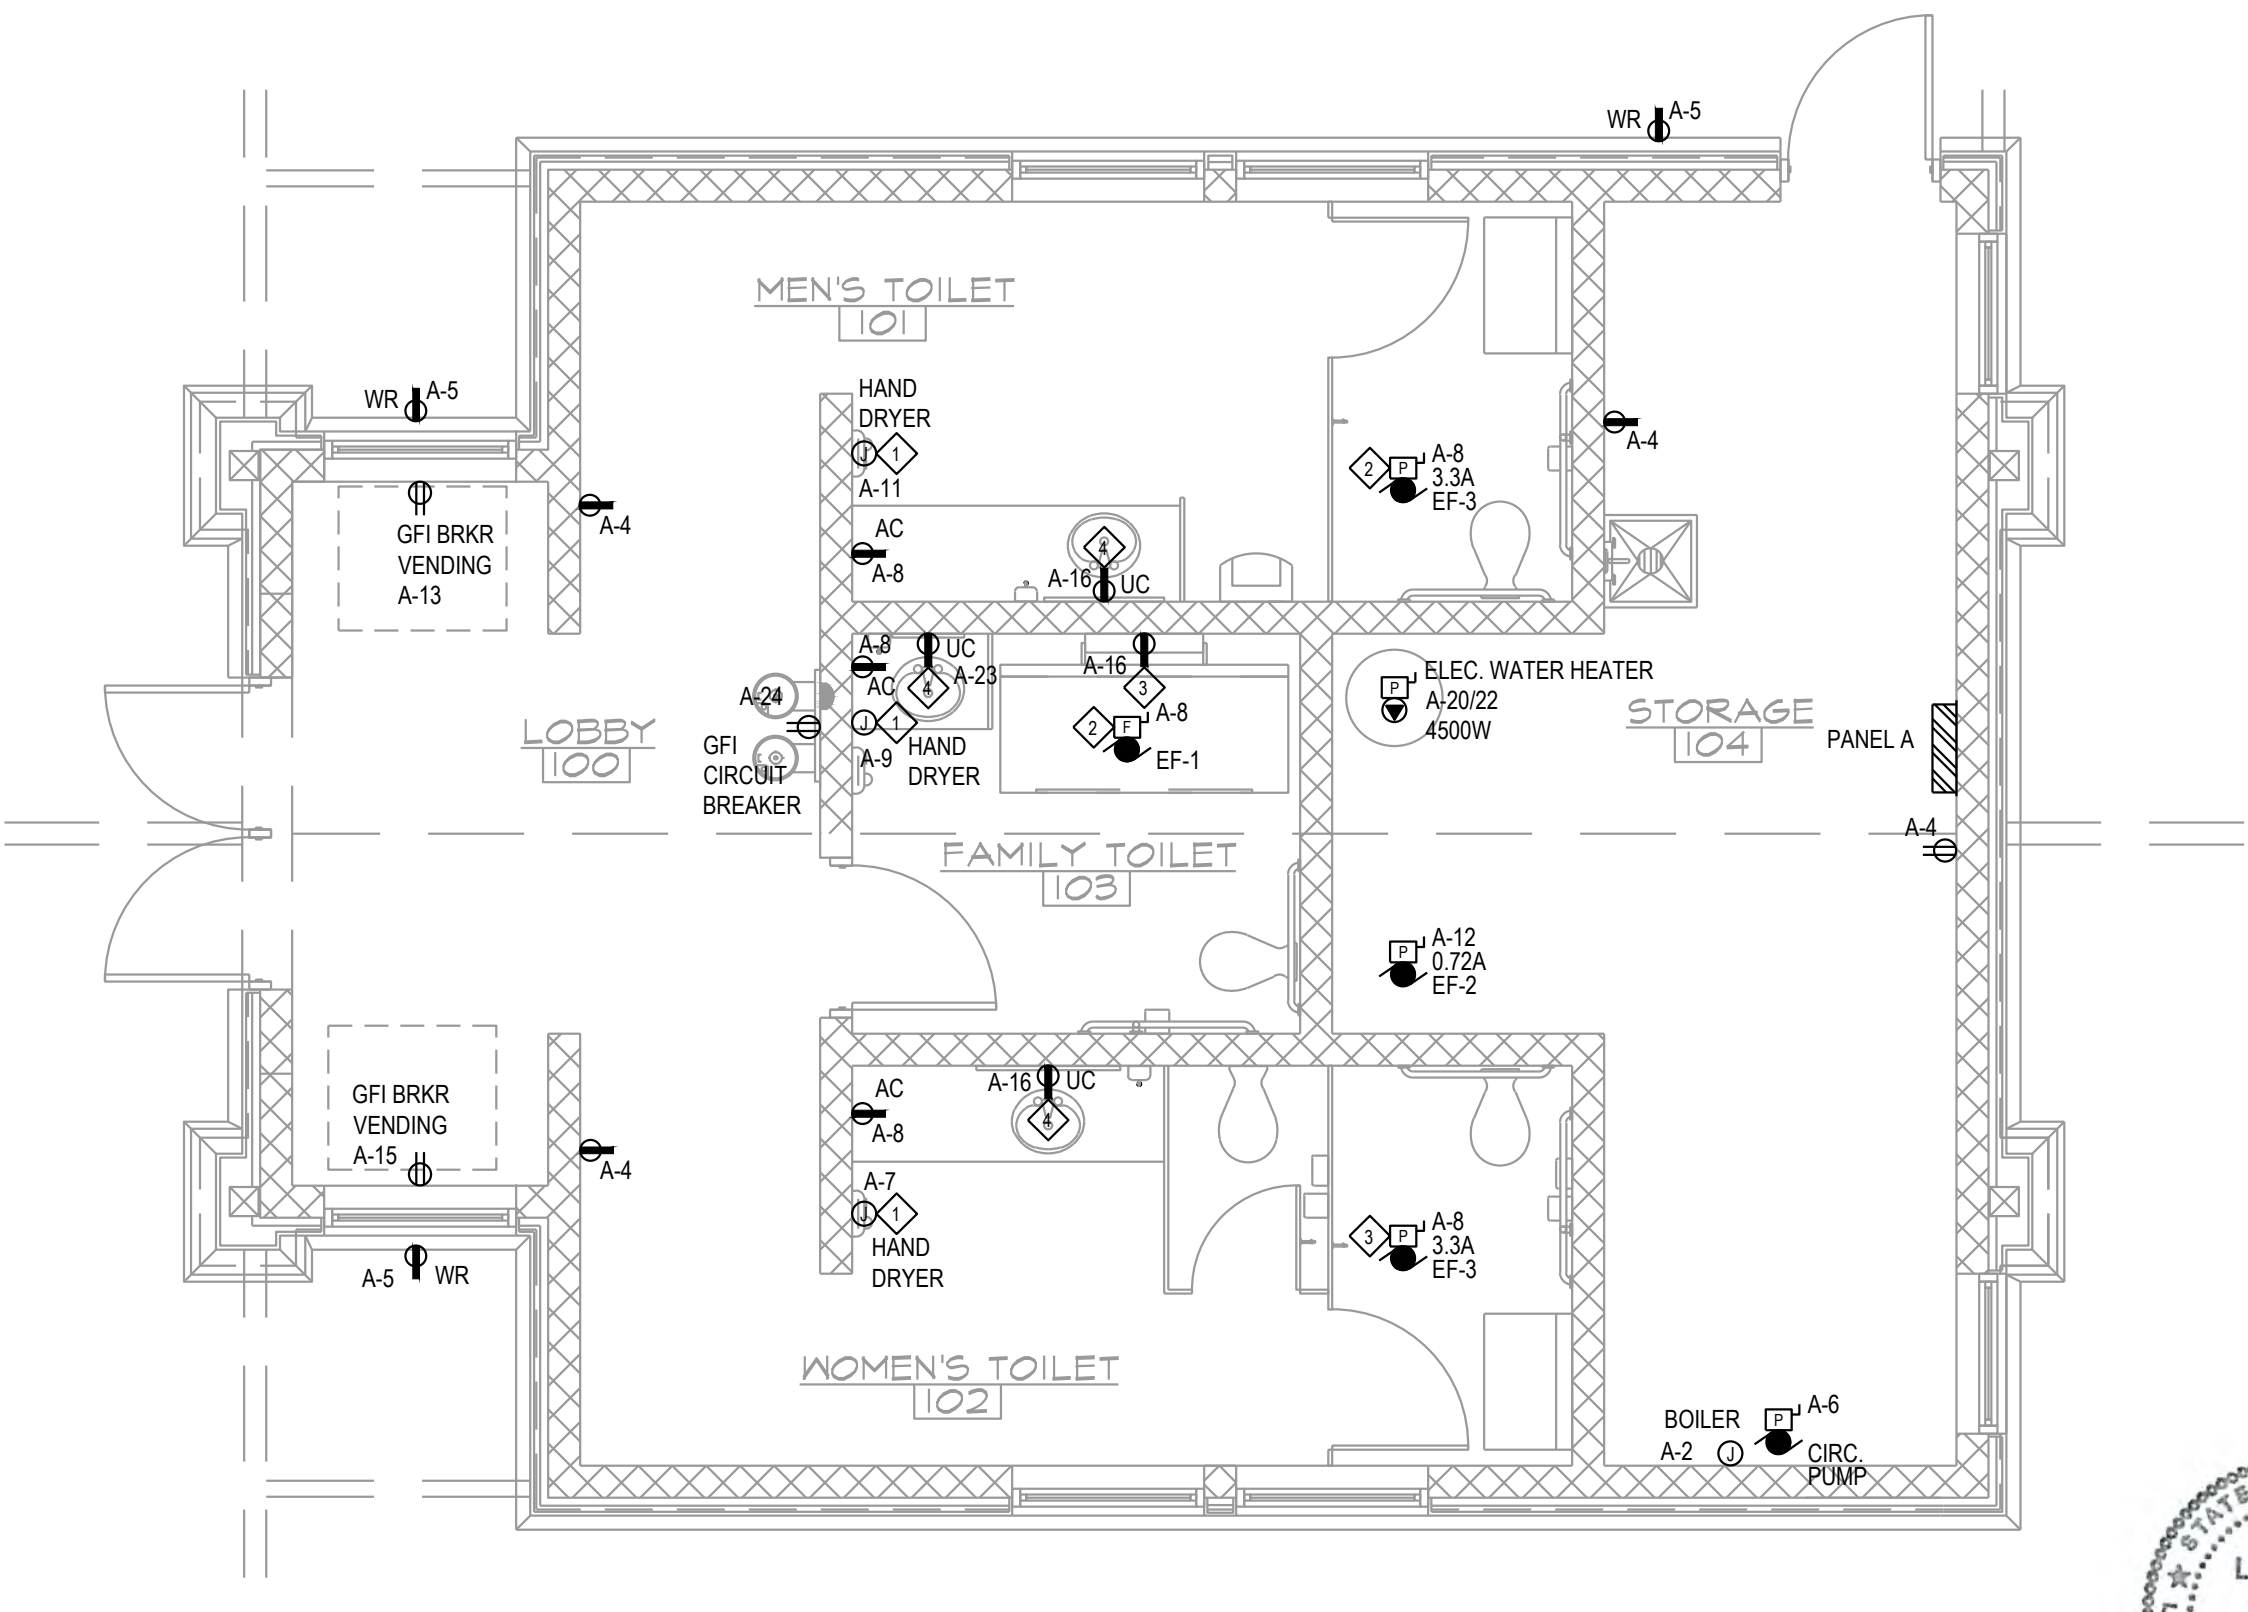 WR
A-5
MEN'S TOILET
101
WR
A-5
HAND
DRYER
J
1
A-11
A-4
2
P
A-8
3.3A
EF-3
A-4
GFI BRKR
VENDING
A-13
AC
A-8
4
A-16
UC
A-8
UC
AC
4
A-23
A-16
3
A-24
J
1
A-9
HAND
DRYER
2
F
A-8
EF-1
P
ELEC. WATER HEATER
A-20/22
4500W
LOBBY
100
GFI
CIRCUIT
BREAKER
STORAGE
104
PANEL A
A-4
FAMILY TOILET
103
P
A-12
0.72A
EF-2
GFI BRKR
VENDING
A-15
A-4
AC
A-8
A-16
UC
4
A-7
J
1
HAND
DRYER
3
P
A-8
3.3A
EF-3
A-5
WR
WOMEN'S TOILET
102
BOILER
A-2
J
P
A-6
CIRC.
PUMP
STATE